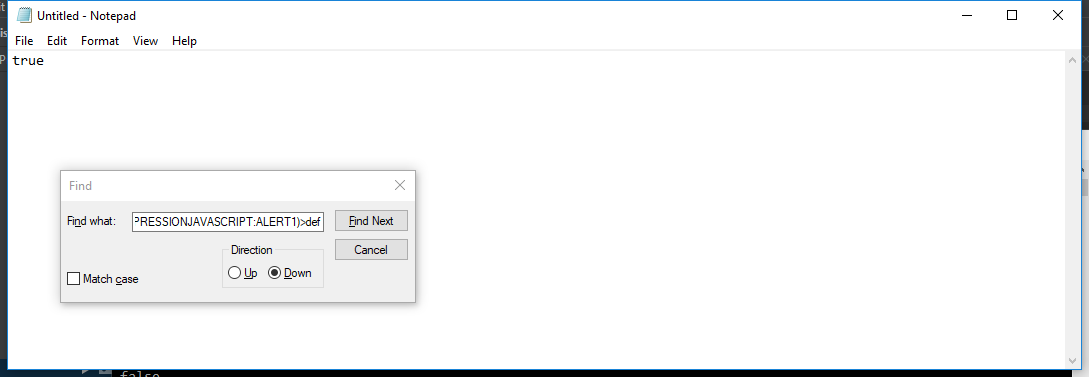 Untitled - Notepad
File Edit Format View Help
true
Find
Find what: PRESSIONJAVASCRIPT:ALERT1)>def Find Next
Cancel
Direction
Up Down
Match case
false